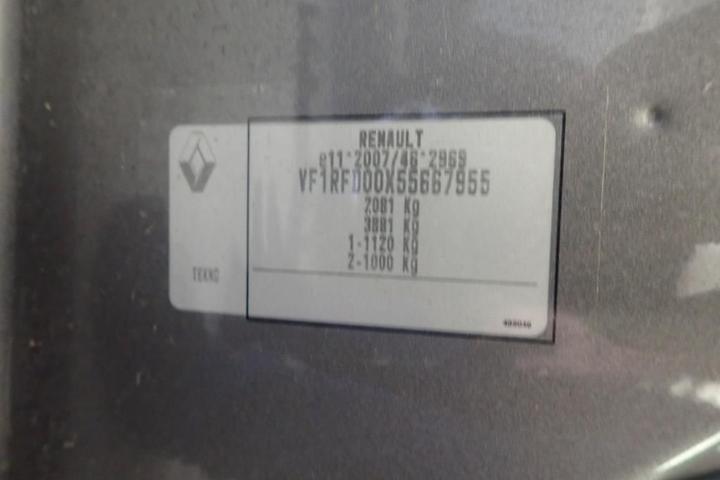 RENAULT
e11*2007/46*2969
VF1RFD00X55667955
2081 Kg
3881 Kg
1-1120 Kg
2-1000 Kg
TEKNO